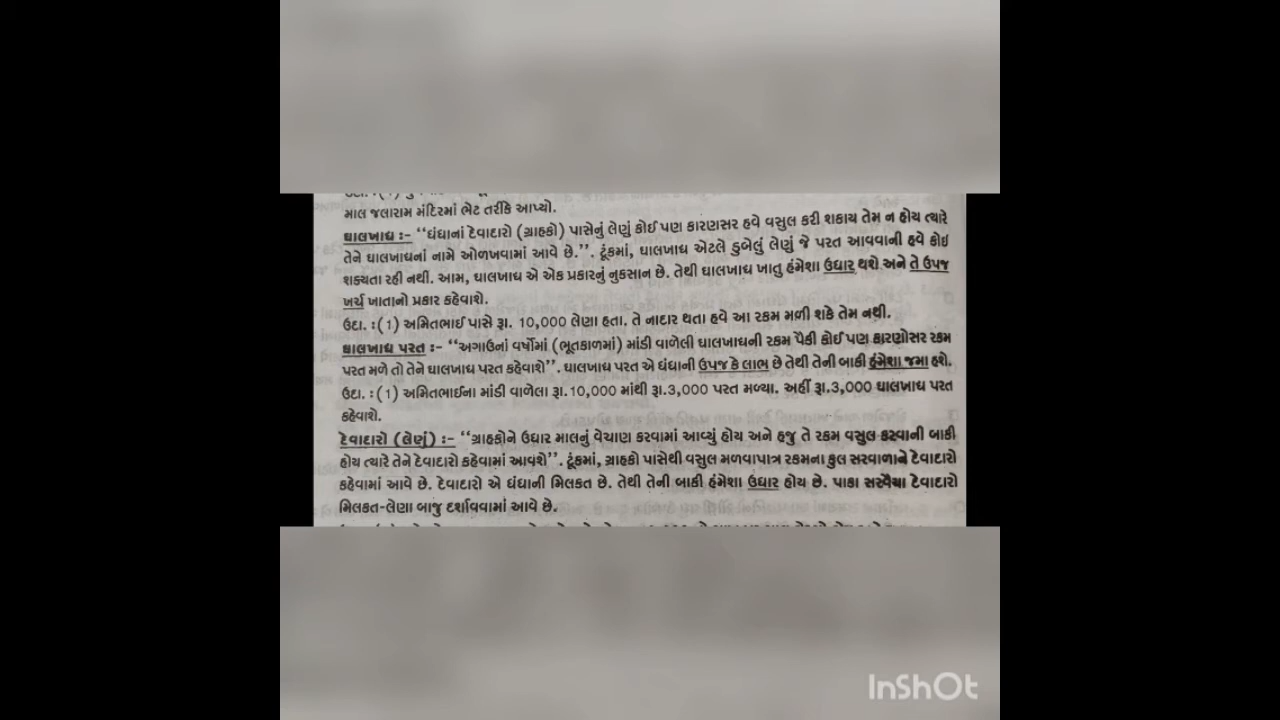 માલ જલારામ મંદિરમાં ભેટ તરીકે આપ્યો.
ઘાલખાધ :- “ધંધાનાં દેવાદારો (ગ્રાહકો) પાસેનું લેણું કોઈ પણ કારણસર હવે વસુલ કરી શકાય તેમ ન હોય ત્યારે
તેને ઘાલખાધનાં નામે ઓળખવામાં આવે છે.”. ટૂંકમાં, ઘાલખાધ એટલે ડુબેલું લેણું જે પરત આવવાની હવે કોઇ
શક્યતા રહી નથી. આમ, ઘાલખાધ એ એક પ્રકારનું નુકસાન છે. તેથી ઘાલખાધ ખાતુ હંમેશા ઉધાર થશે અને તે ઉપજ
ખર્ચ ખાતાનો પ્રકાર કહેવાશે.
ઉદા. :(1) અમિતભાઈ પાસે રૂા. 10,000 લેણા હતા. તે નાદાર થતા હવે આ રકમ મળી શકે તેમ નથી.
ઘાલખાધ પરત :- “અગાઉનાં વર્ષોમાં (ભૂતકાળમાં) માંડી વાળેલી ઘાલખાધની રકમ પૈકી કોઈ પણ કારણોસર રકમ
પરત મળે તો તેને ઘાલખાધ પરત કહેવાશે”. ઘાલખાધ પરત એ ધંધાની ઉપજ કે લાભ છે તેથી તેની બાકી હંમેશા જમા હશે.
ઉદા. :(1) અમિતભાઈના માંડી વાળેલા રૂા.10,000 માંથી રૂા.3,000 પરત મળ્યા. અહીં રૂા.3,000 ઘાલખાધ પરત
કહેવાશે.
દેવાદારો (લેણું) :- “ગ્રાહકોને ઉધાર માલનું વેચાણ કરવામાં આવ્યું હોય અને હજુ તે રકમ વસુલ કરવાની બાકી
હોય ત્યારે તેને દેવાદારો કહેવામાં આવશે”. ટૂંકમાં, ગ્રાહકો પાસેથી વસુલ મળવાપાત્ર રકમના કુલ સરવાળાને દેવાદારો
કહેવામાં આવે છે. દેવાદારો એ ધંધાની મિલકત છે. તેથી તેની બાકી હંમેશા ઉધાર હોય છે. પાકા સરવૈયા દેવાદારો
મિલકત-લેણા બાજુ દર્શાવવામાં આવે છે.
InShOt